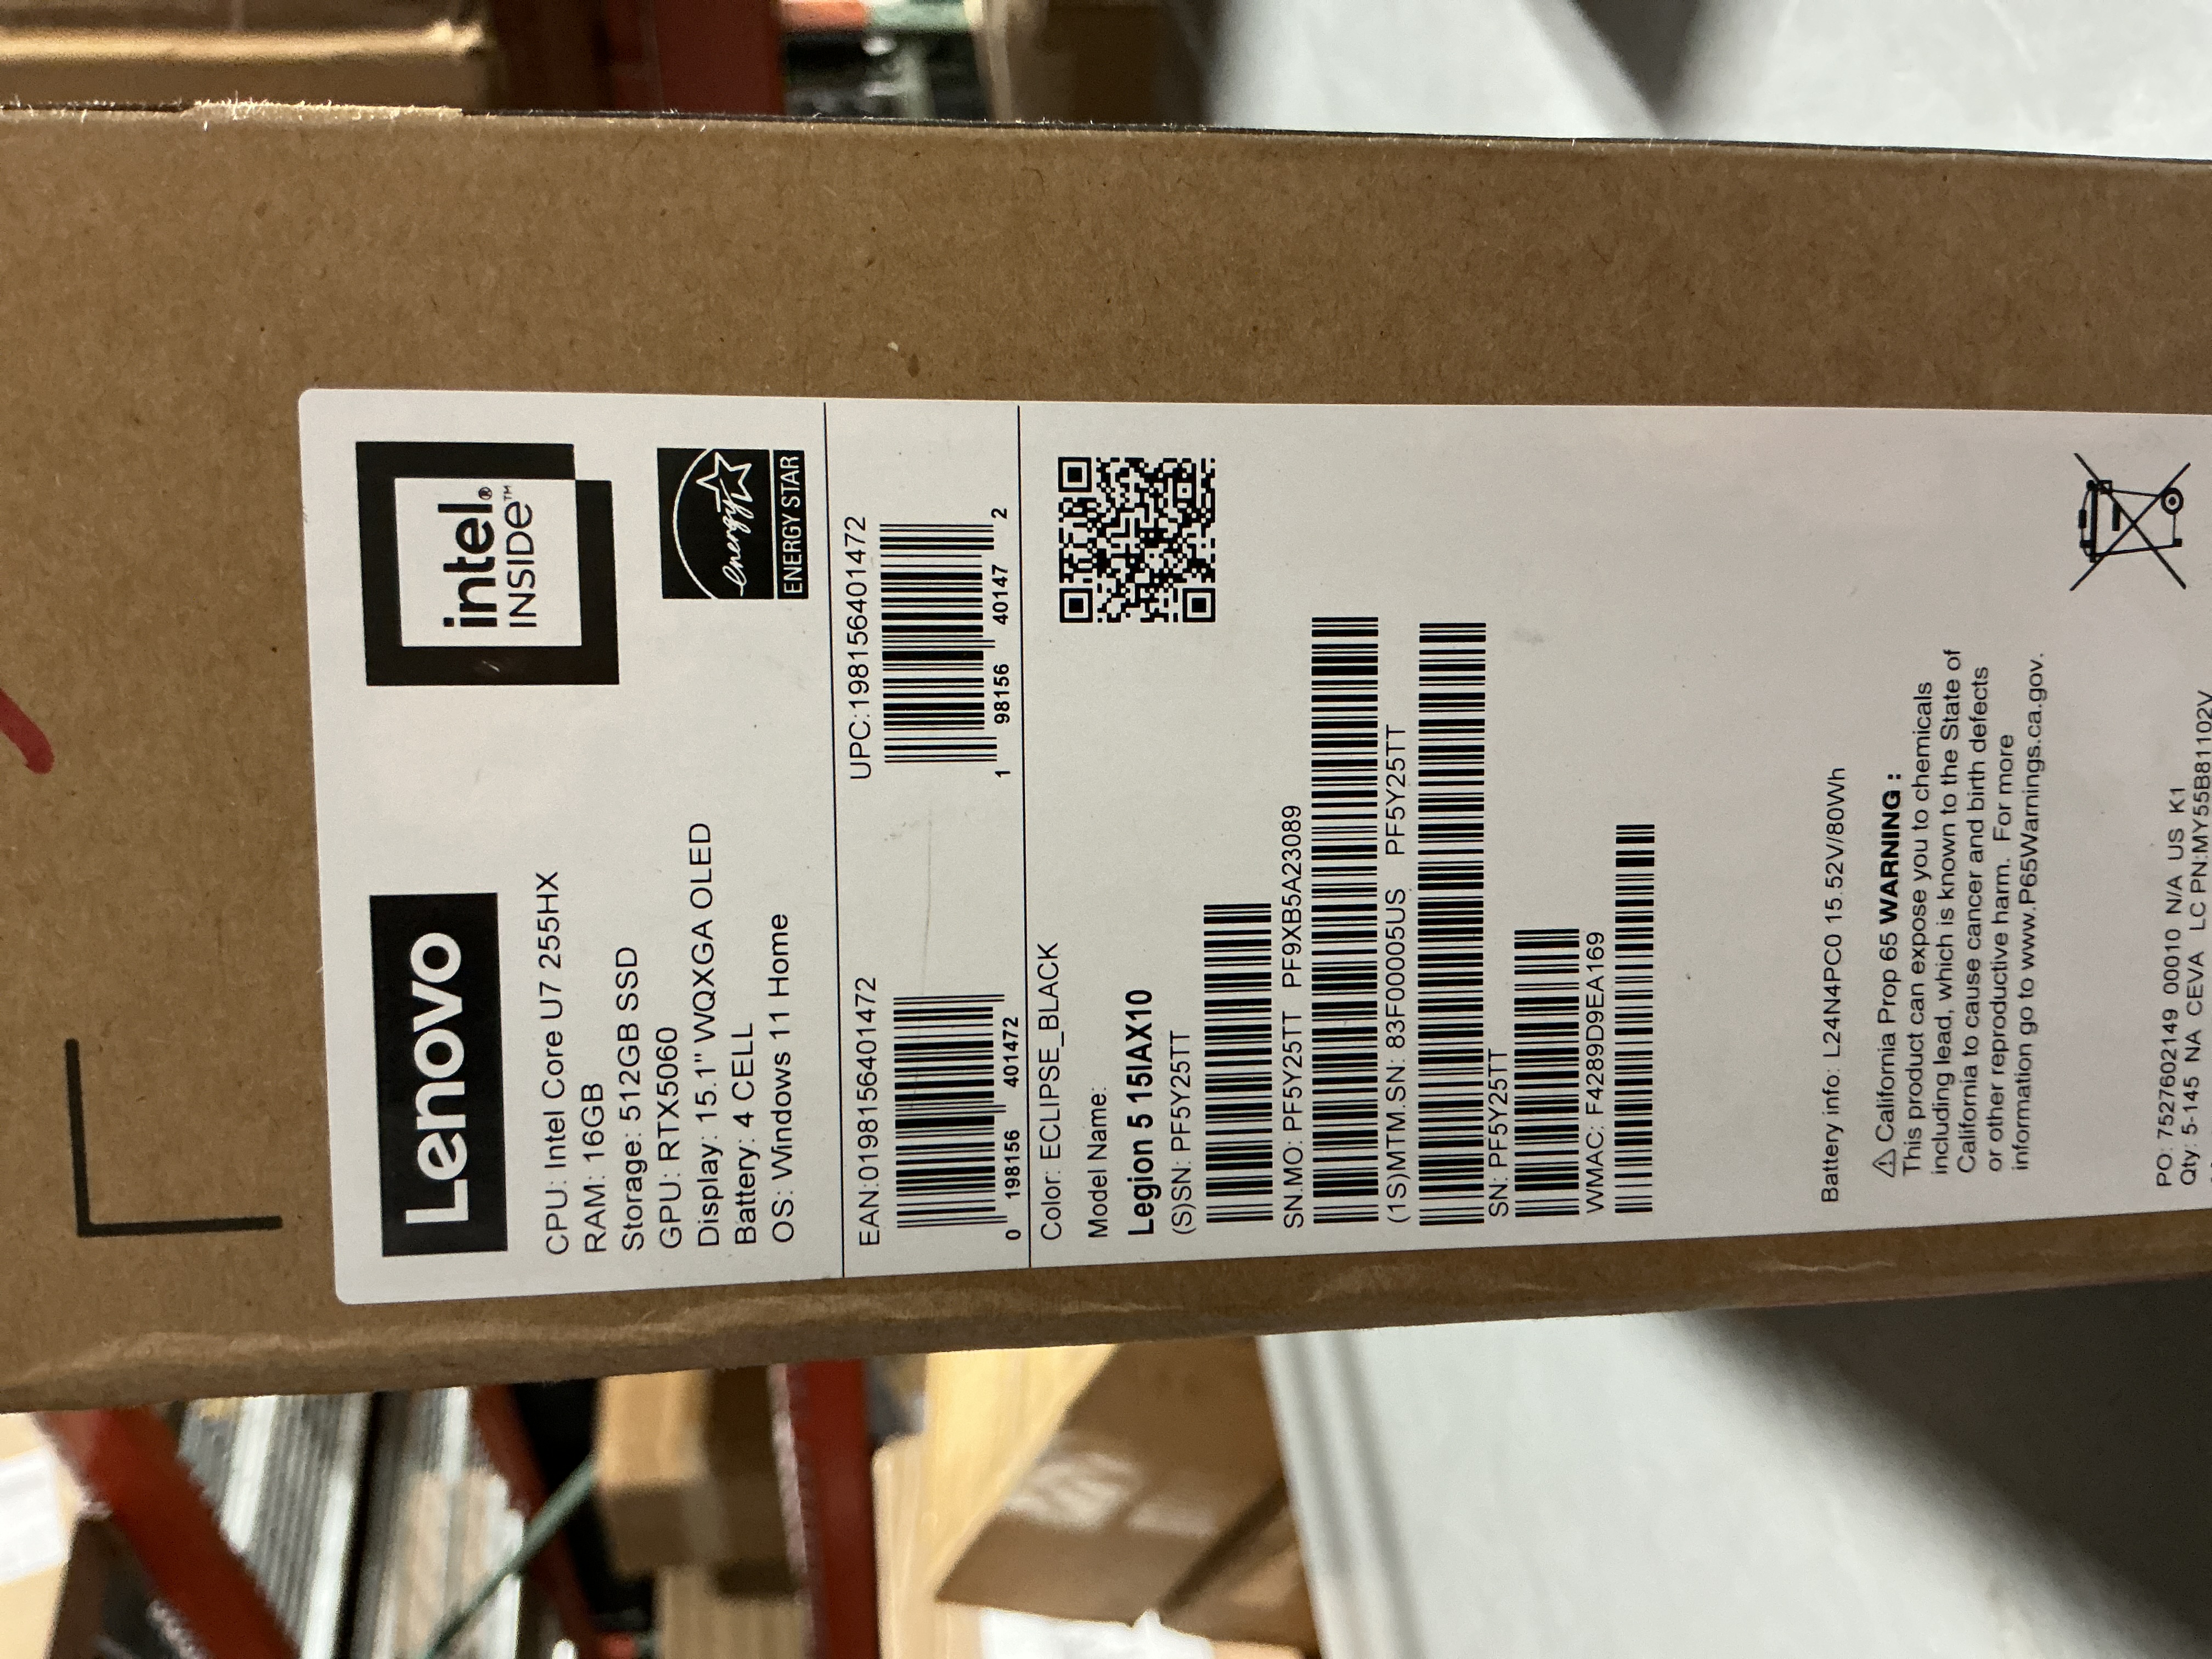 Lenovo
intel®
INSIDE™
CPU: Intel Core U7 255HX
RAM: 16GB
Storage: 512GB SSD
GPU: RTX5060
Display: 15.1" WQXGA OLED
Battery: 4 CELL
OS: Windows 11 Home
energy
ENERGY STAR
EAN:0198156401472
0 198156 401472
UPC:198156401472
1 98156 40147 2
Color: ECLIPSE_BLACK
Model Name:
Legion 5 15IAX10
(S)SN: PF5Y25TT
SN.MO: PF5Y25TT PF9XB5A23089
(1S)MTM.SN: 83F00005US PF5Y25TT
SN: PF5Y25TT
WMAC: F4289D9EA169
Battery info: L24N4PC0 15.52V/80Wh
⚠ California Prop 65 WARNING :
This product can expose you to chemicals
including lead, which is known to the State of
California to cause cancer and birth defects
or other reproductive harm. For more
information go to www.P65Warnings.ca.gov.
PO: 7527602149 00010 N/A US K1
Qty: 5-145 NA CEVA LC PN:MY55B81102V